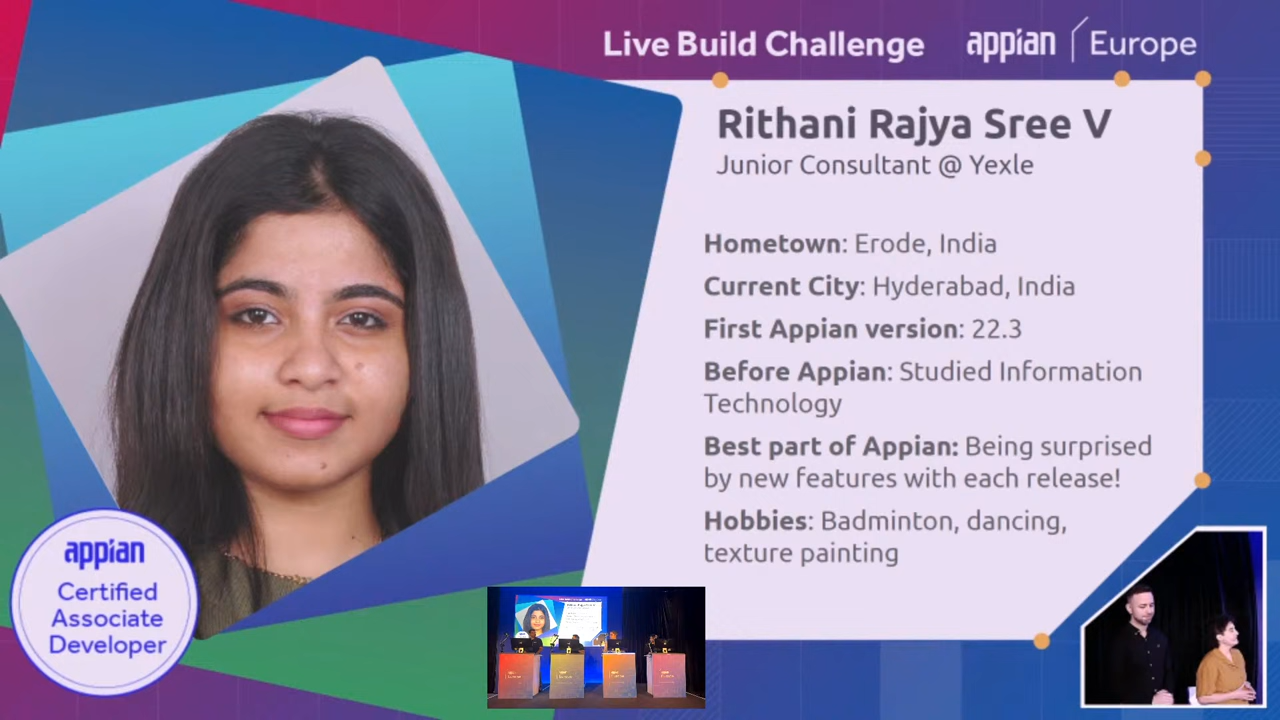 Live Build Challenge
appian Europe
Rithani Rajya Sree V
Junior Consultant @ Yexle
Hometown: Erode, India
Current City: Hyderabad, India
First Appian version: 22.3
Before Appian: Studied Information
Technology
Best part of Appian: Being surprised
by new features with each release!
Hobbies: Badminton, dancing,
texture painting
appian
Certified
Associate
Developer